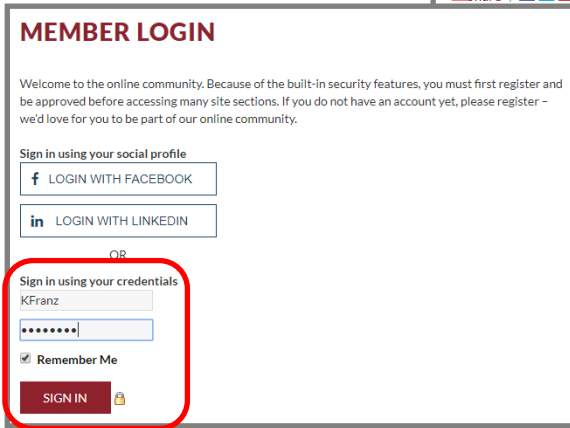 Share
MEMBER LOGIN
Welcome to the online community. Because of the built-in security features, you must first register and
be approved before accessing many site sections. If you do not have an account yet, please register –
we'd love for you to be part of our online community.
Sign in using your social profile
f LOGIN WITH FACEBOOK
in LOGIN WITH LINKEDIN
OR
Sign in using your credentials
KFranz
••••••••
Remember Me
SIGN IN